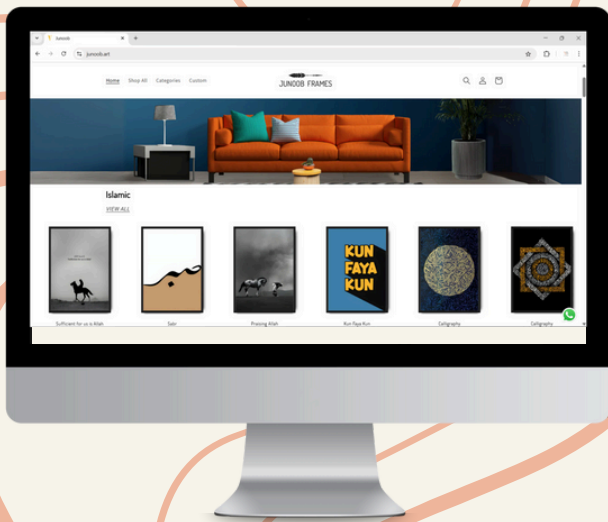 Junoob
junoob.art
Home Shop All Categories Custom
JUNOOB FRAMES
Islamic
VIEW ALL
KUN
FAYA
KUN
Sufficient for us is Allah
Sabr
Praising Allah
Kun Faya Kun
Calligraphy
Calligraphy